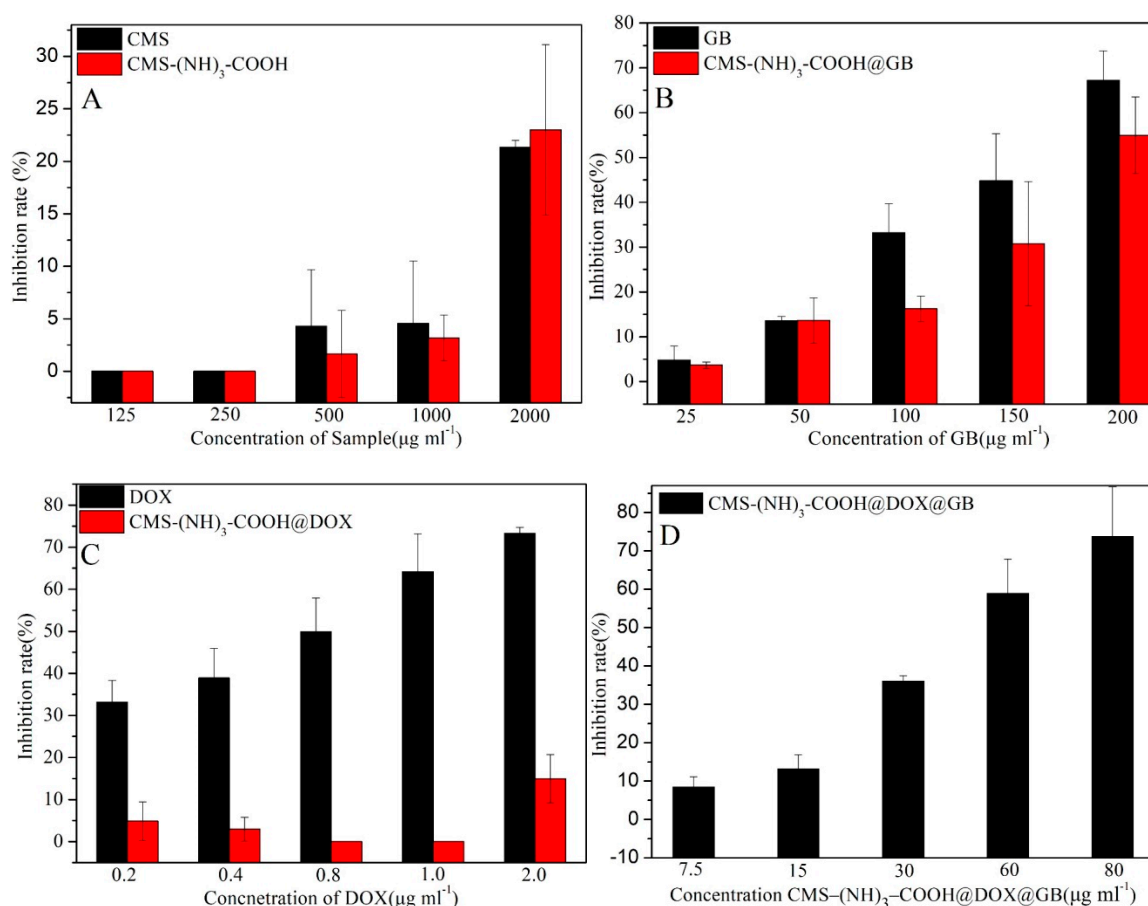 CMS
CMS-(NH)3-COOH
A
Inhibition rate (%)
30
25
20
15
10
5
0
125 250 500 1000 2000
Concentration of Sample(μg ml-1)
GB
CMS-(NH)3-COOH@GB
B
Inhibition rate(%)
80
70
60
50
40
30
20
10
0
25 50 100 150 200
Concentration of GB(μg ml-1)
DOX
CMS-(NH)3-COOH@DOX
C
Inhibition rate(%)
80
70
60
50
40
30
20
10
0
0.2 0.4 0.8 1.0 2.0
Concnetration of DOX(μg ml-1)
CMS-(NH)3-COOH@DOX@GB
D
Inhibition rate(%)
80
70
60
50
40
30
20
10
0
-10
7.5 15 30 60 80
Concentration CMS–(NH)3–COOH@DOX@GB(μg ml-1)